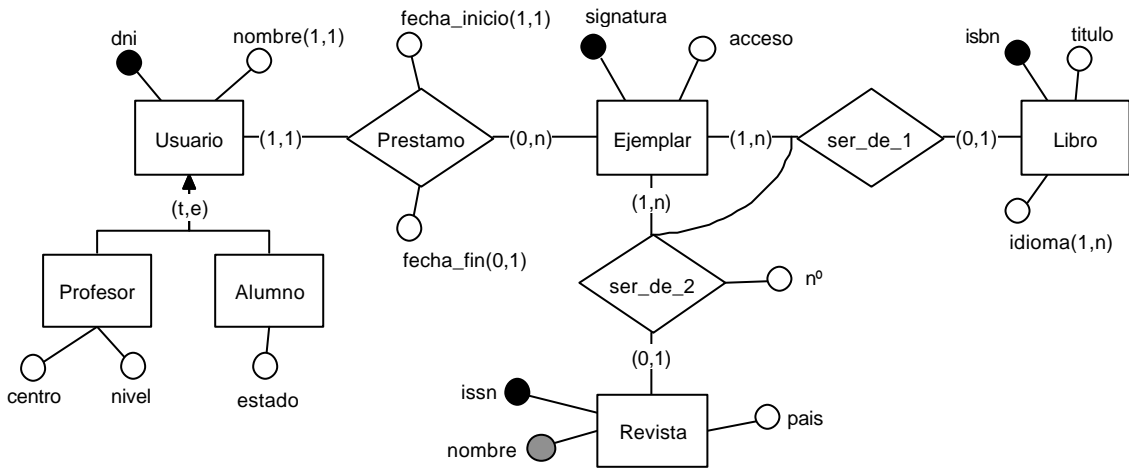 fecha_inicio(1,1)
signatura
dni
nombre(1,1)
acceso
isbn
titulo
Usuario
(1,1)
Prestamo
(0,n)
Ejemplar
(1,n)
ser_de_1
(0,1)
Libro
(t,e)
(1,n)
idioma(1,n)
fecha_fin(0,1)
Profesor
Alumno
ser_de_2
nº
(0,1)
centro
nivel
estado
issn
nombre
Revista
pais